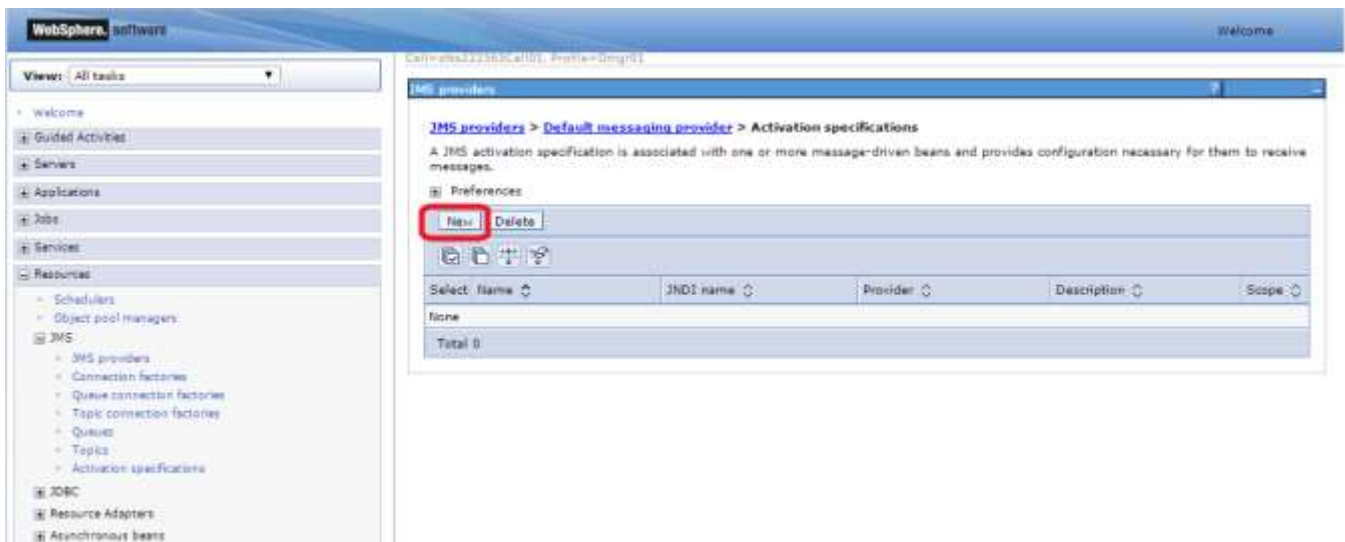 WebSphere. software
Welcome
View: All tasks
Profile=Dmgr01
Welcome
Guided Activities
Servers
Applications
Jobs
Services
Resources
Schedulers
Object pool managers
JMS
JMS providers
Connection factories
Queue connection factories
Topic connection factories
Queues
Topics
Activation specifications
JDBC
Resource Adapters
Asynchronous beans
JMS providers
?
JMS providers > Default messaging provider > Activation specifications
A JMS activation specification is associated with one or more message-driven beans and provides configuration necessary for them to receive
messages.
Preferences
New Delete
Select Name JNDI name Provider Description Scope
None
Total 0